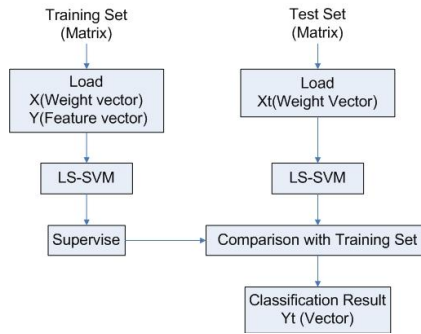 Training Set
(Matrix)
Test Set
(Matrix)
Load
X(Weight vector)
Y(Feature vector)
Load
Xt(Weight Vector)
LS-SVM
LS-SVM
Supervise
Comparison with Training Set
Classification Result
Yt (Vector)